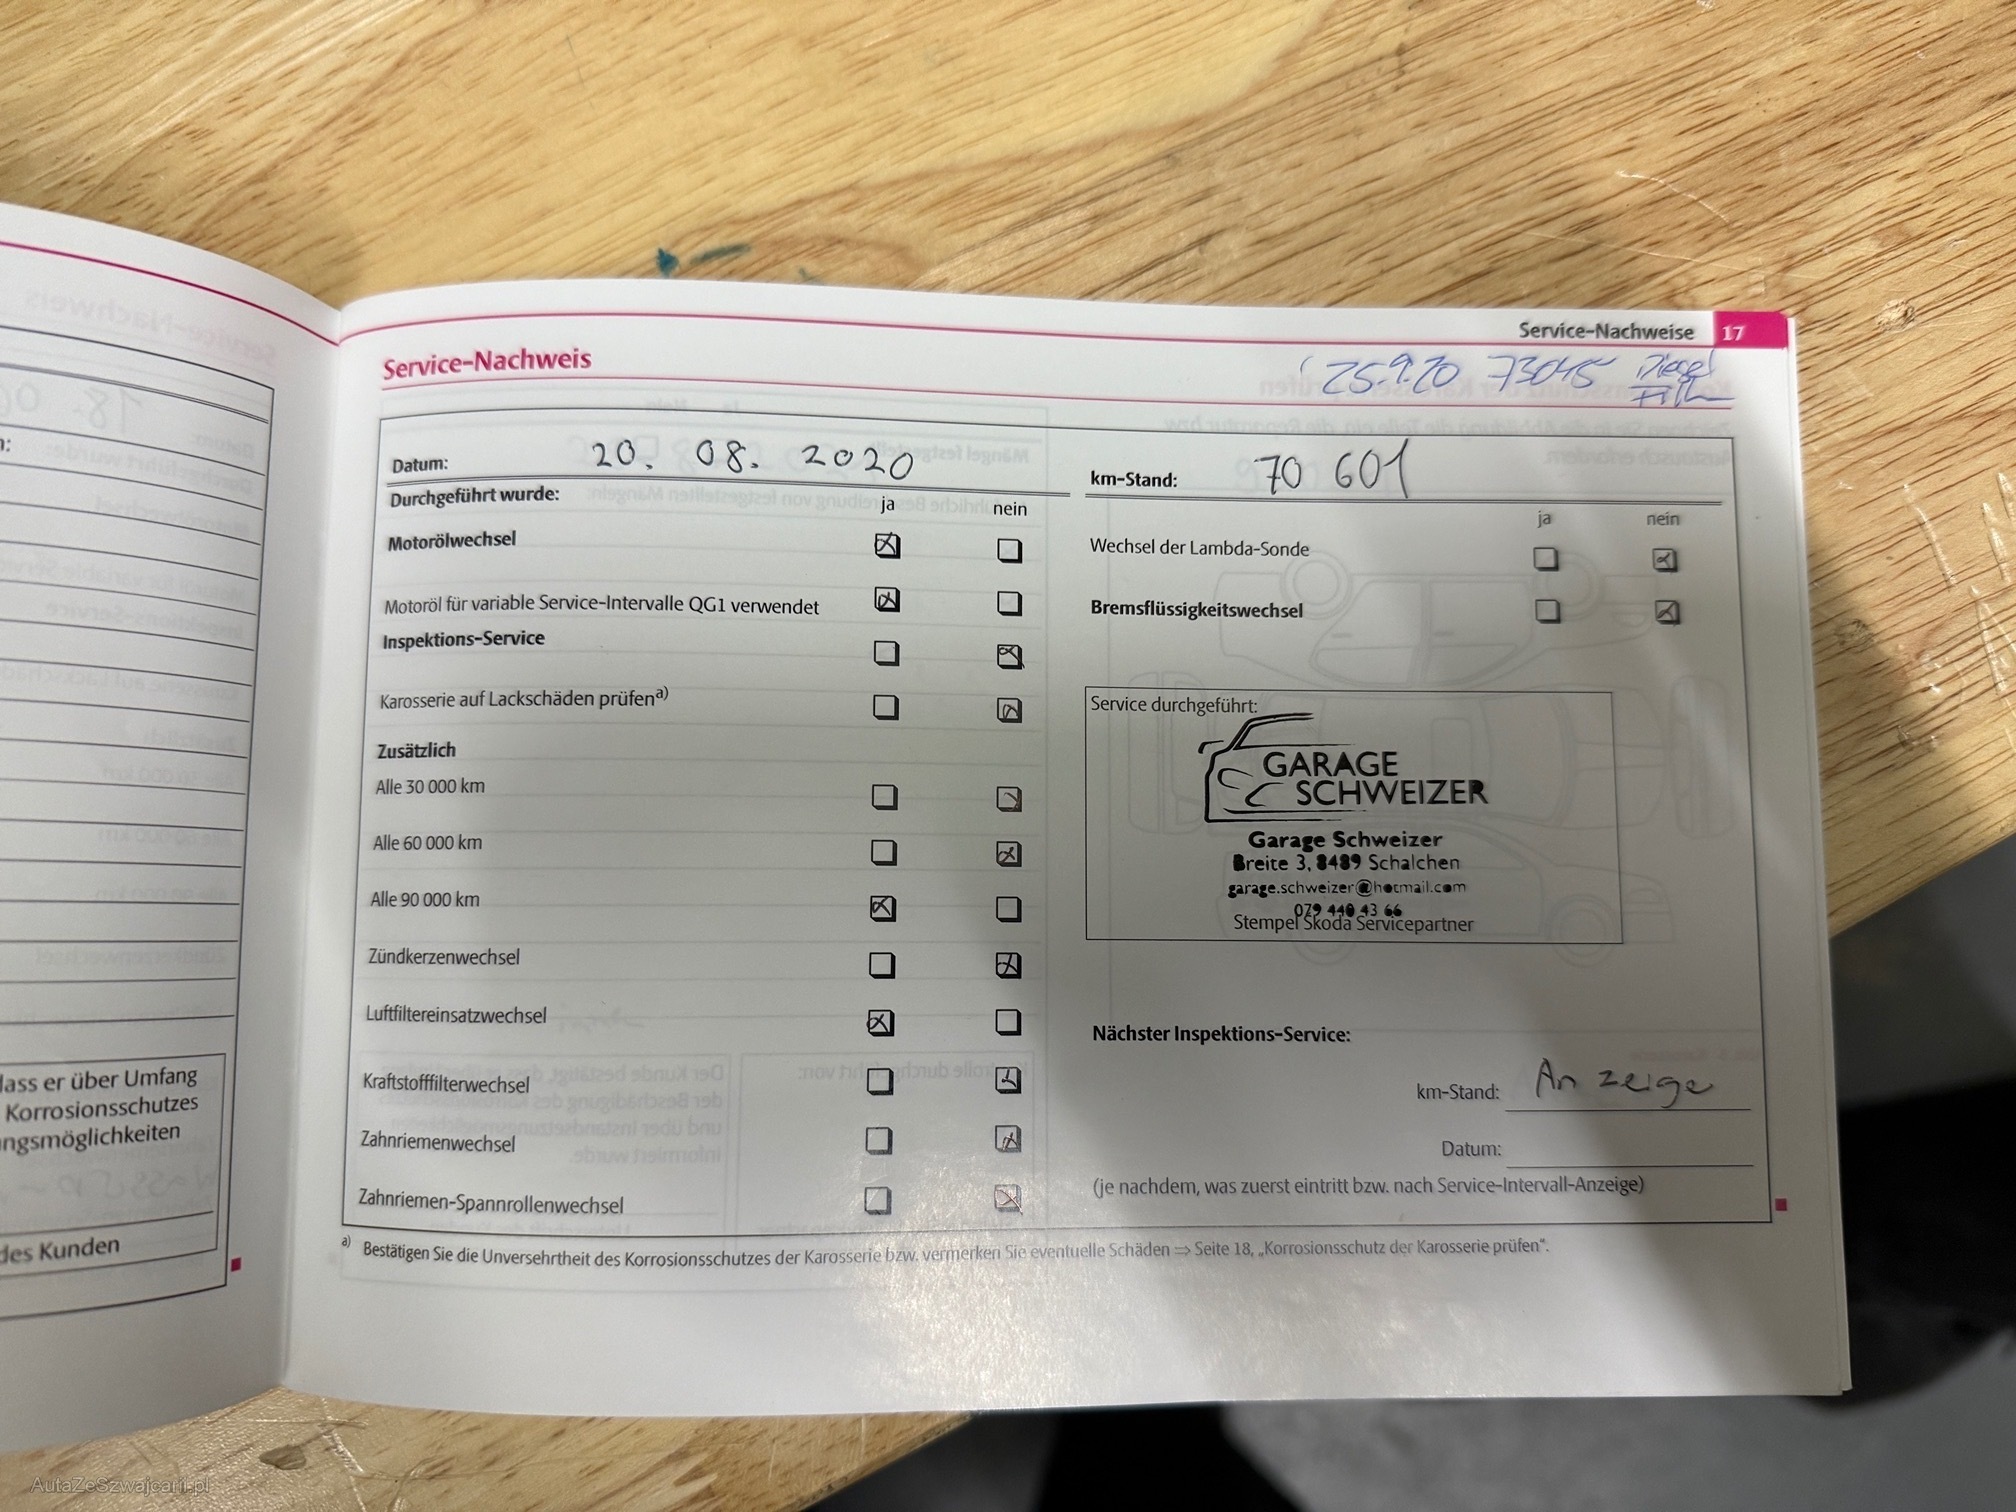 Service-Nachweise 17
Service-Nachweis
25.9.20 73045 Diesel
Datum: 20. 08. 2020
km-Stand: 70 601
Durchgeführt wurde: ja nein
Motorölwechsel
Motoröl für variable Service-Intervalle QG1 verwendet
Inspektions-Service
Karosserie auf Lackschäden prüfen a)
Zusätzlich
Alle 30 000 km
Alle 60 000 km
Alle 90 000 km
Zündkerzenwechsel
Luftfiltereinsatzwechsel
Kraftstofffilterwechsel
Zahnriemenwechsel
Zahnriemen-Spannrollenwechsel
ja nein
Wechsel der Lambda-Sonde
Bremsflüssigkeitswechsel
Service durchgeführt:
GARAGE
SCHWEIZER
Garage Schweizer
Breite 3, 8489 Schalchen
garage.schweizer@hotmail.com
079 440 43 66
Stempel Škoda Servicepartner
Nächster Inspektions-Service:
km-Stand: Anzeige
Datum:
(je nachdem, was zuerst eintritt bzw. nach Service-Intervall-Anzeige)
a) Bestätigen Sie die Unversehrtheit des Korrosionsschutzes der Karosserie bzw. vermerken Sie eventuelle Schäden ⇒ Seite 18, „Korrosionsschutz der Karosserie prüfen“.
dass er über Umfang
Korrosionsschutzes
ngsmöglichkeiten
des Kunden
AutaZeSzwajcarii.pl